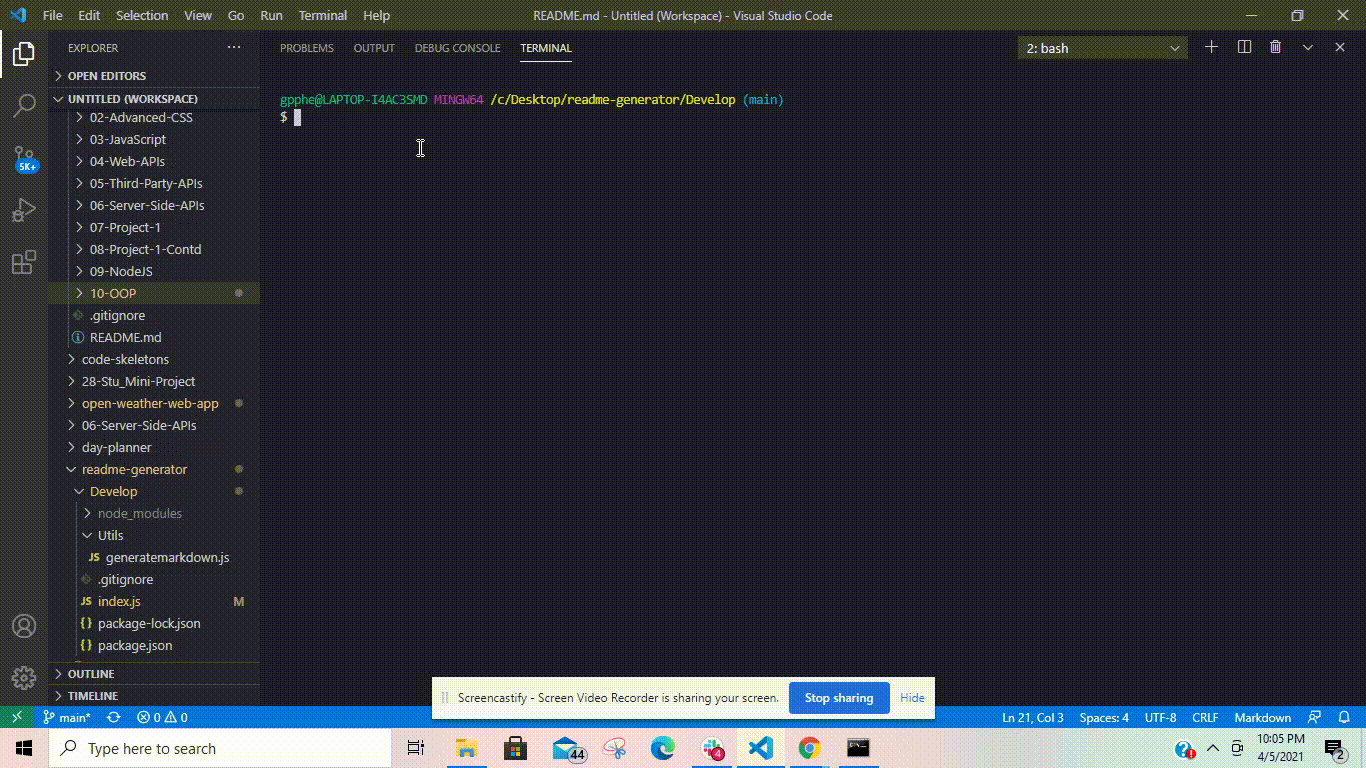 File Edit Selection View Go Run Terminal Help README.md - Untitled (Workspace) - Visual Studio Code
EXPLORER ···
PROBLEMS OUTPUT DEBUG CONSOLE TERMINAL 2: bash
OPEN EDITORS
UNTITLED (WORKSPACE)
02-Advanced-CSS
03-JavaScript
04-Web-APIs
05-Third-Party-APIs
06-Server-Side-APIs
07-Project-1
08-Project-1-Contd
09-NodeJS
10-OOP
.gitignore
README.md
code-skeletons
28-Stu_Mini-Project
open-weather-web-app
06-Server-Side-APIs
day-planner
readme-generator
Develop
node_modules
Utils
JS generatemarkdown.js
.gitignore
JS index.js M
{} package-lock.json
{} package.json
OUTLINE
TIMELINE
5K+
gpphe@LAPTOP-I4AC3SMD MINGW64 /c/Desktop/readme-generator/Develop (main)
$
Screencastify - Screen Video Recorder is sharing your screen. Stop sharing Hide
main* 0 0 Ln 21, Col 3 Spaces: 4 UTF-8 CRLF Markdown
Type here to search 44 4 10:05 PM
4/5/2021 2